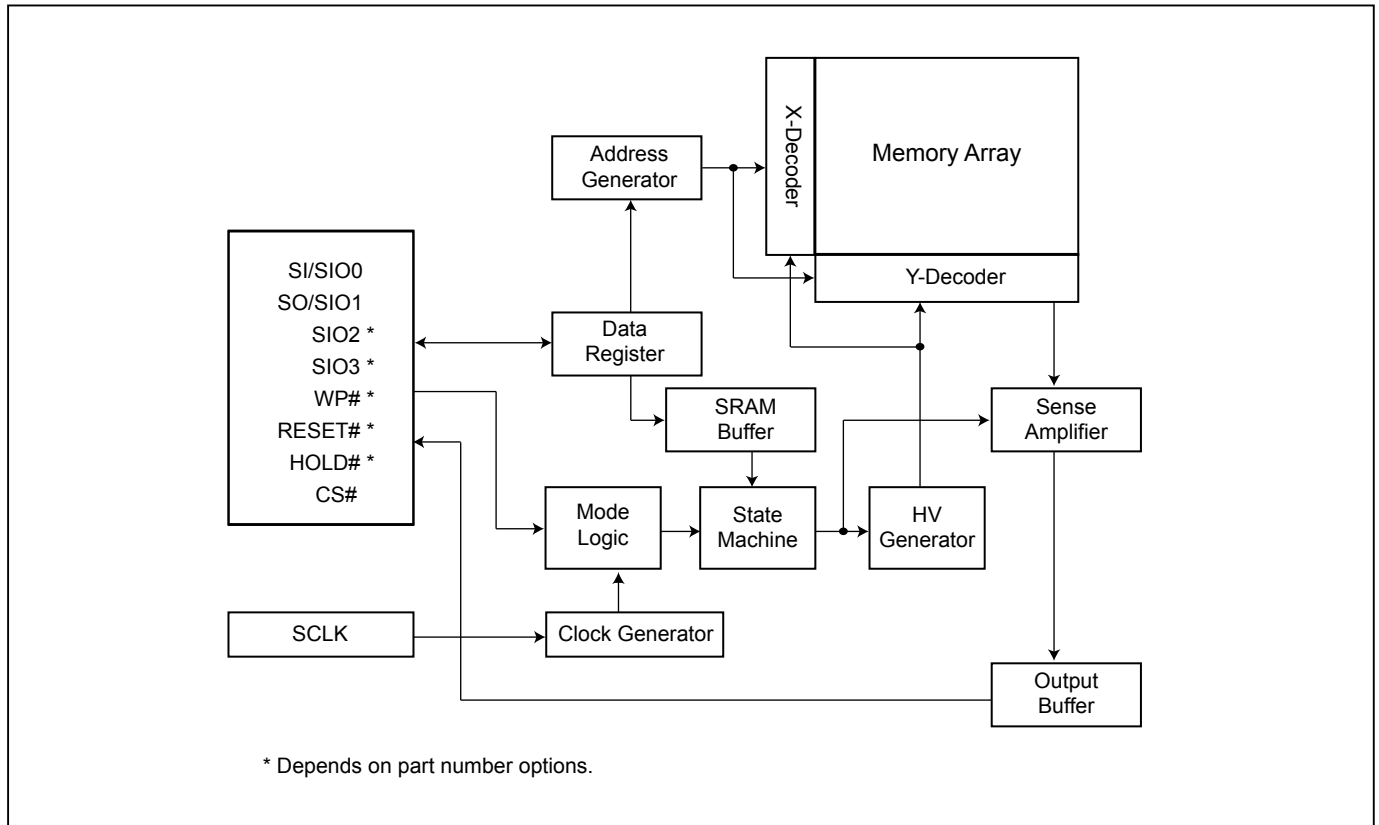 X-Decoder
Memory Array
Address
Generator
Y-Decoder
SI/SIO0
SO/SIO1
SIO2 *
SIO3 *
WP# *
RESET# *
HOLD# *
CS#
Data
Register
SRAM
Buffer
Sense
Amplifier
Mode
Logic
State
Machine
HV
Generator
SCLK
Clock Generator
Output
Buffer
* Depends on part number options.